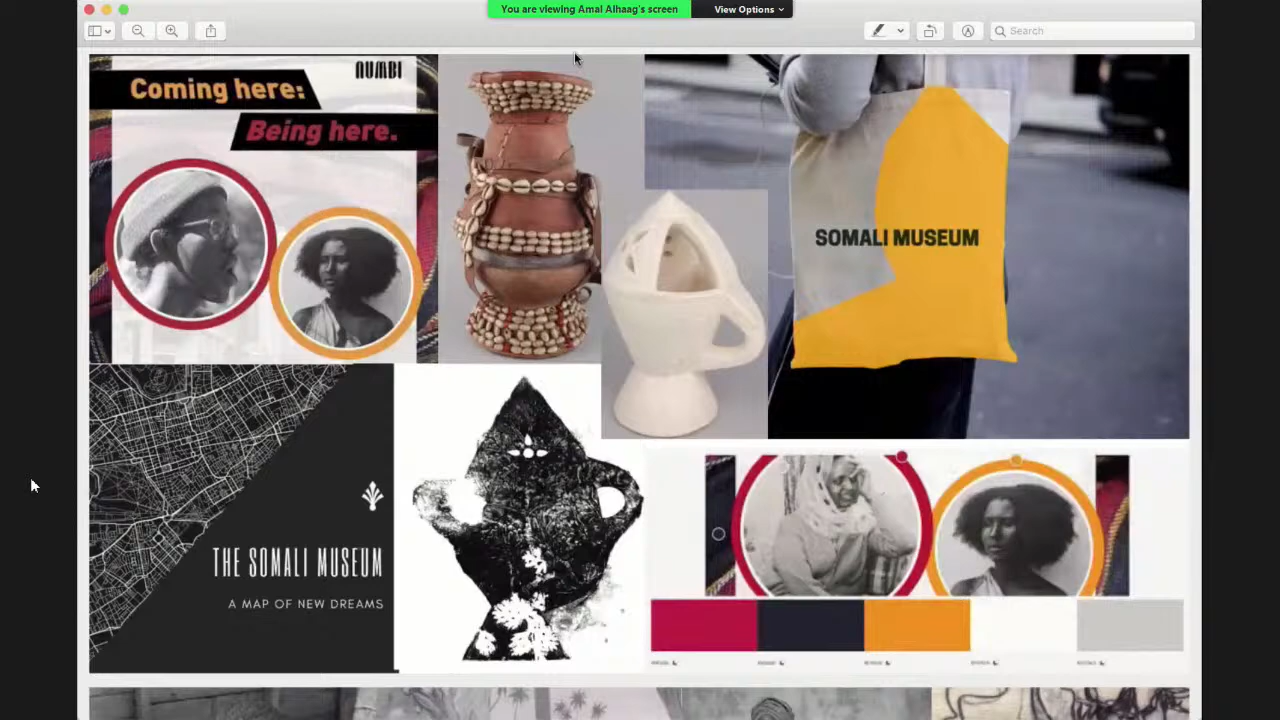 You are viewing Amal Alhaag's screen
View Options
Search
NUMBI
Coming here:
Being here.
SOMALI MUSEUM
THE SOMALI MUSEUM
A MAP OF NEW DREAMS